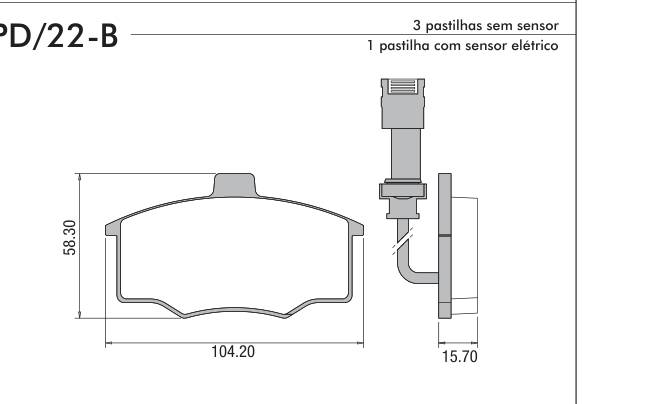 PD/22-B
3 pastilhas sem sensor
1 pastilha com sensor elétrico
58.30
104.20
15.70